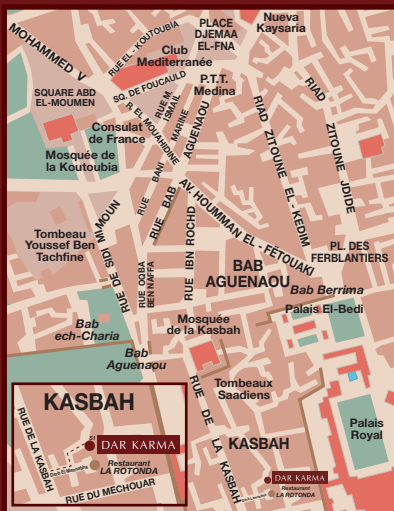 MOHAMMED V
RUE EL - KOUTOUBIA
PLACE
DJEMAA
EL-FNA
Nueva
Kaysaria
Club
Mediterranée
SQ. DE FOUCAULD
P.T.T.
Medina
SQUARE ABD
EL-MOUMEN
R. EL MOUAHIDINE
RUE M.
ISMAIL
RUE BANI MARINE
RUE BAB AGUENAOU
RIAD ZITOUNE EL - KEDIM
RIAD ZITOUNE JDIDE
Consulat
de France
Mosquée de
la Koutoubia
AV. HOUMMAN EL - FETOUAKI
Tombeau
Youssef Ben
Tachfine
RUE DE SIDI MIMOUN
RUE OQBA
BEN NAFFA
RUE IBN ROCHD
BAB
AGUENAOU
PL. DES
FERBLANTIERS
Bab Berrima
Palais El-Bedi
Bab
ech-Charia
Mosquée
de la Kasbah
Bab
Aguenaou
Tombeaux
Saadiens
RUE DE LA KASBAH
KASBAH
Palais
Royal
DAR KARMA
Restaurant
LA ROTONDA
KASBAH
RUE DE LA KASBAH
DAR KARMA
Restaurant
LA ROTONDA
RUE DU MECHOUAR